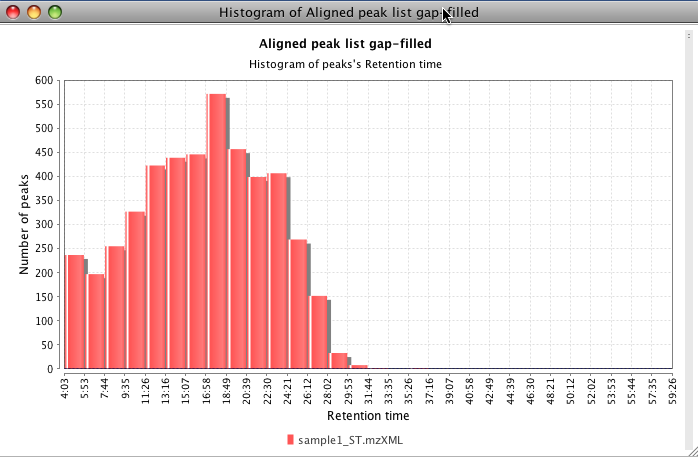 Histogram of Aligned peak list gap-filled
Aligned peak list gap-filled
Histogram of peaks's Retention time
600
550
500
450
400
350
300
250
200
150
100
50
0
Number of peaks
4:03 5:53 7:44 9:35 11:26 13:16 15:07 16:58 18:49 20:39 22:30 24:21 26:12 28:02 29:53 31:44 33:35 35:26 37:16 39:07 40:58 42:49 44:39 46:30 48:21 50:12 52:02 53:53 55:44 57:35 59:26
Retention time
sample1_ST.mzXML